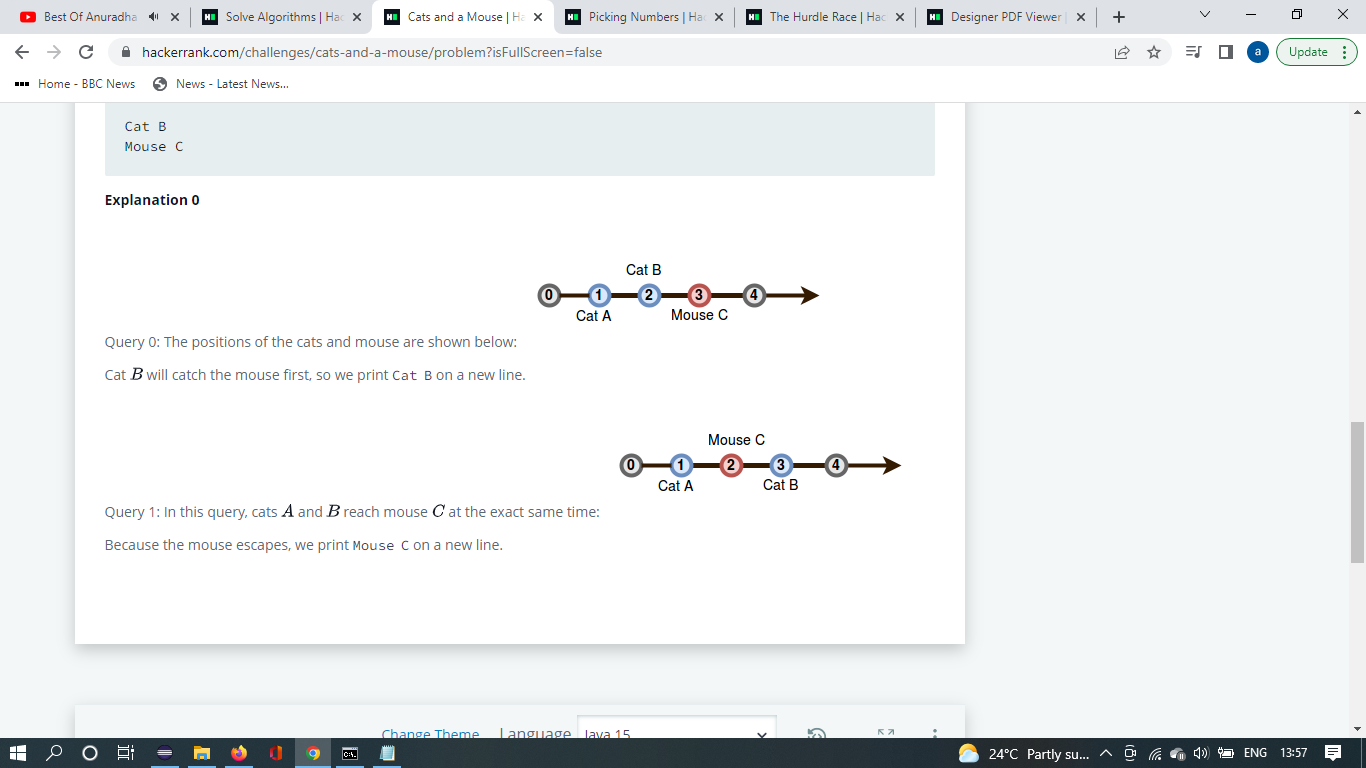 Best Of Anuradha
Solve Algorithms | Ha
Cats and a Mouse | Ha
Picking Numbers | Ha
The Hurdle Race | Hac
Designer PDF Viewer |
hackerrank.com/challenges/cats-and-a-mouse/problem?isFullScreen=false
a
Update
Home - BBC News
News - Latest News...
Cat B
Mouse C
Explanation 0
Cat B
0 1 2 3 4
Cat A Mouse C
Query 0: The positions of the cats and mouse are shown below:
Cat B will catch the mouse first, so we print Cat B on a new line.
Mouse C
0 1 2 3 4
Cat A Cat B
Query 1: In this query, cats A and B reach mouse C at the exact same time:
Because the mouse escapes, we print Mouse C on a new line.
Change Theme Language Java 15
24°C Partly su... ENG 13:57